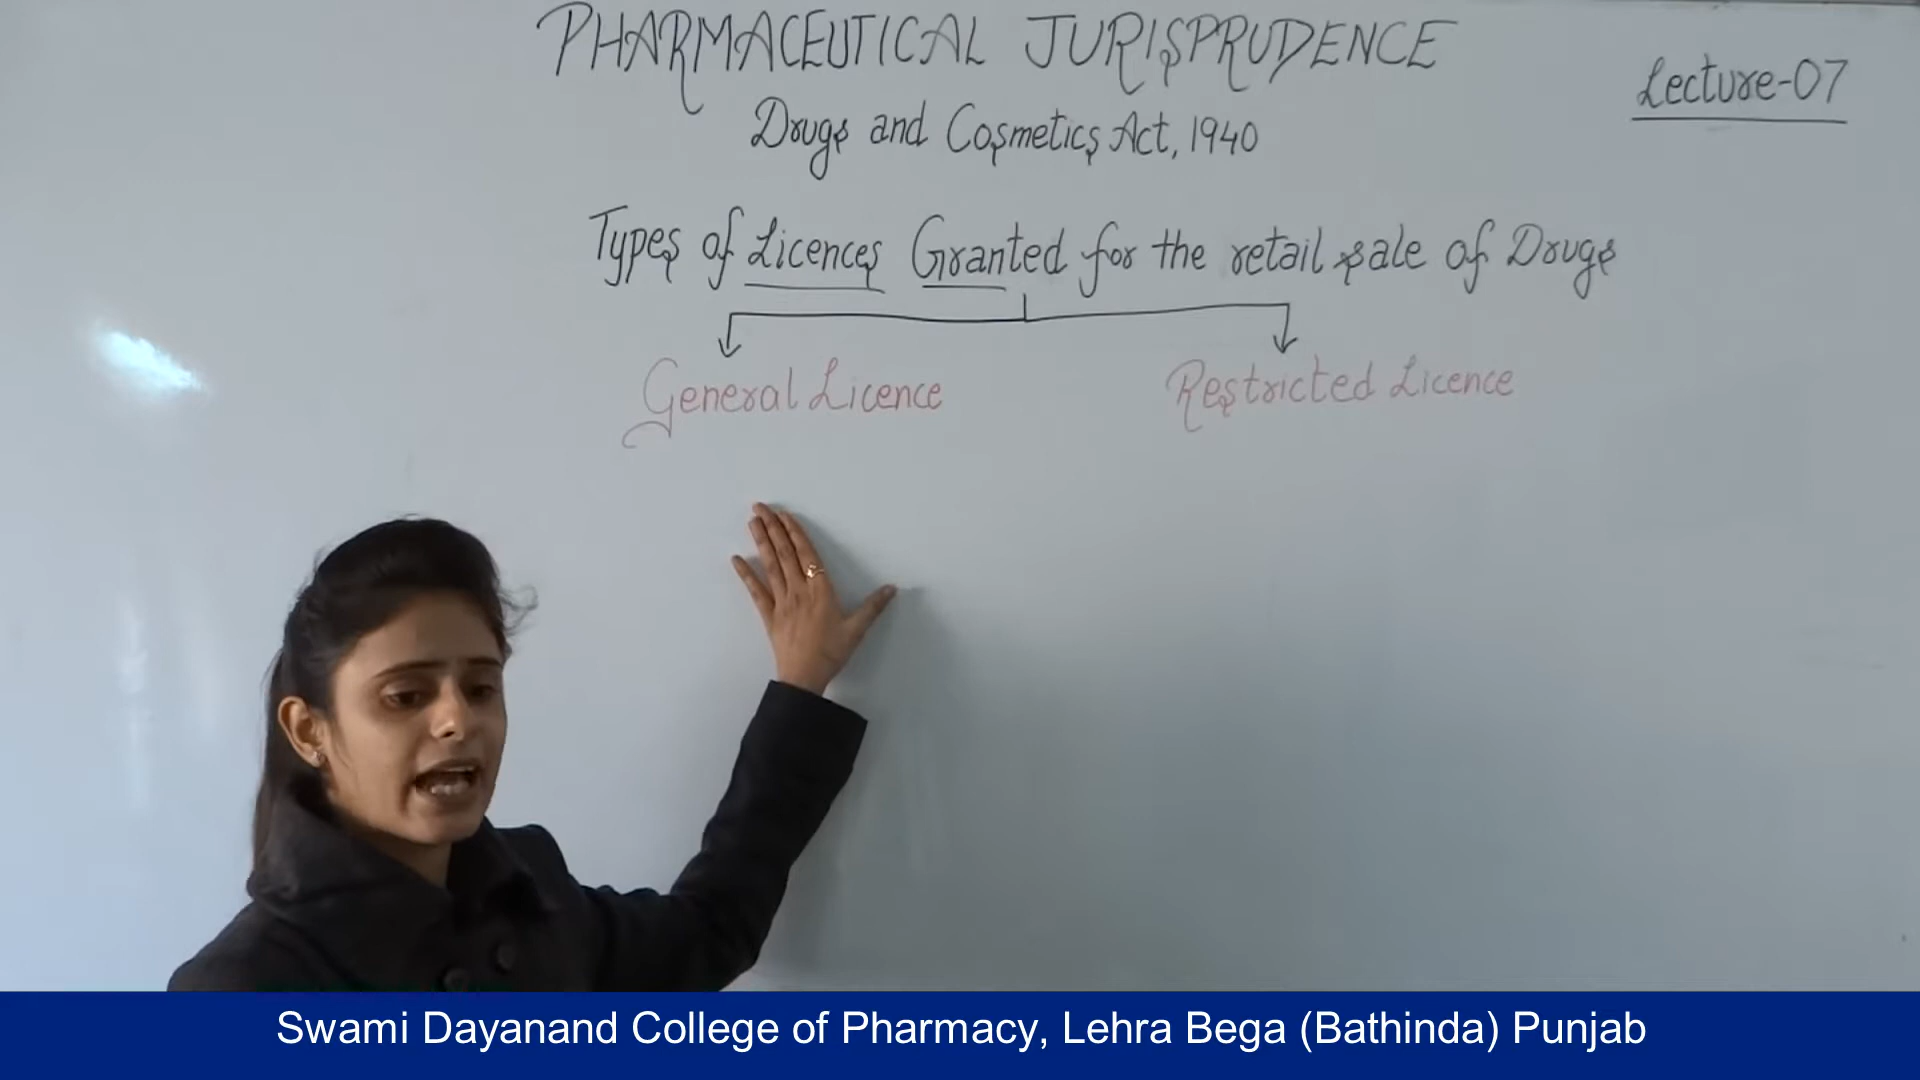 PHARMACEUTICAL JURISPRUDENCE
Lecture-07
Drugs and Cosmetics Act, 1940
Types of Licences Granted for the retail sale of Drugs
General Licence
Restricted Licence
Swami Dayanand College of Pharmacy, Lehra Bega (Bathinda) Punjab